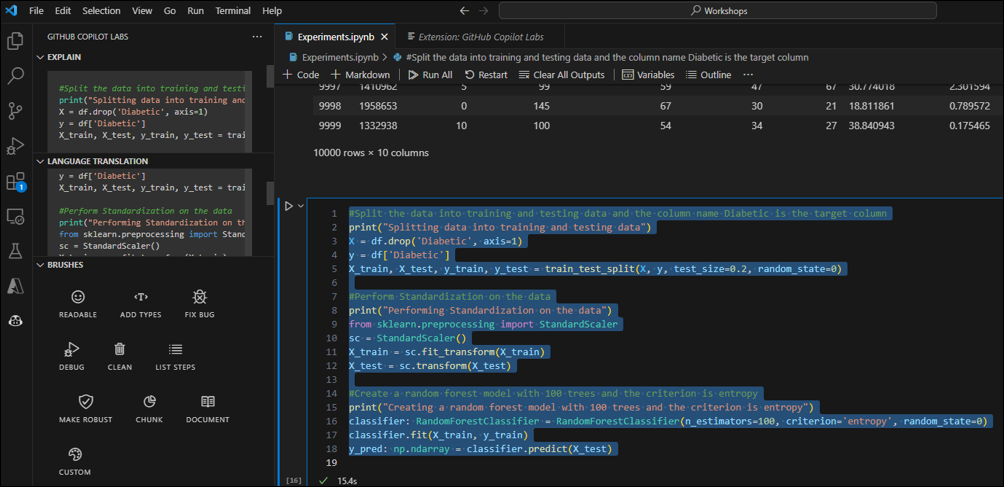 File Edit Selection View Go Run Terminal Help
Workshops
GITHUB COPILOT LABS
EXPLAIN
#Split the data into training and testi
print("Splitting data into training and
X = df.drop('Diabetic', axis=1)
y = df['Diabetic']
X_train, X_test, y_train, y_test = trai
LANGUAGE TRANSLATION
y = df['Diabetic']
X_train, X_test, y_train, y_test = trai
#Perform Standardization on the data
print("Performing Standardization on th
from sklearn.preprocessing import Stand
sc = StandardScaler()
BRUSHES
READABLE
ADD TYPES
FIX BUG
DEBUG
CLEAN
LIST STEPS
MAKE ROBUST
CHUNK
DOCUMENT
CUSTOM
1
Experiments.ipynb
Extension: GitHub Copilot Labs
Experiments.ipynb > #Split the data into training and testing data and the column name Diabetic is the target column
+ Code + Markdown Run All Restart Clear All Outputs Variables Outline ...
9997 1410962 5 99 59 47 67 30.774018 2.301594
9998 1958653 0 145 67 30 21 18.811861 0.789572
9999 1332938 10 100 54 34 27 38.840943 0.175465
10000 rows × 10 columns
1 #Split the data into training and testing data and the column name Diabetic is the target column
2 print("Splitting data into training and testing data")
3 X = df.drop('Diabetic', axis=1)
4 y = df['Diabetic']
5 X_train, X_test, y_train, y_test = train_test_split(X, y, test_size=0.2, random_state=0)
6
7 #Perform Standardization on the data
8 print("Performing Standardization on the data")
9 from sklearn.preprocessing import StandardScaler
10 sc = StandardScaler()
11 X_train = sc.fit_transform(X_train)
12 X_test = sc.transform(X_test)
13
14 #Create a random forest model with 100 trees and the criterion is entropy
15 print("Creating a random forest model with 100 trees and the criterion is entropy")
16 classifier: RandomForestClassifier = RandomForestClassifier(n_estimators=100, criterion='entropy', random_state=0)
17 classifier.fit(X_train, y_train)
18 y_pred: np.ndarray = classifier.predict(X_test)
19
[16] 15.4s